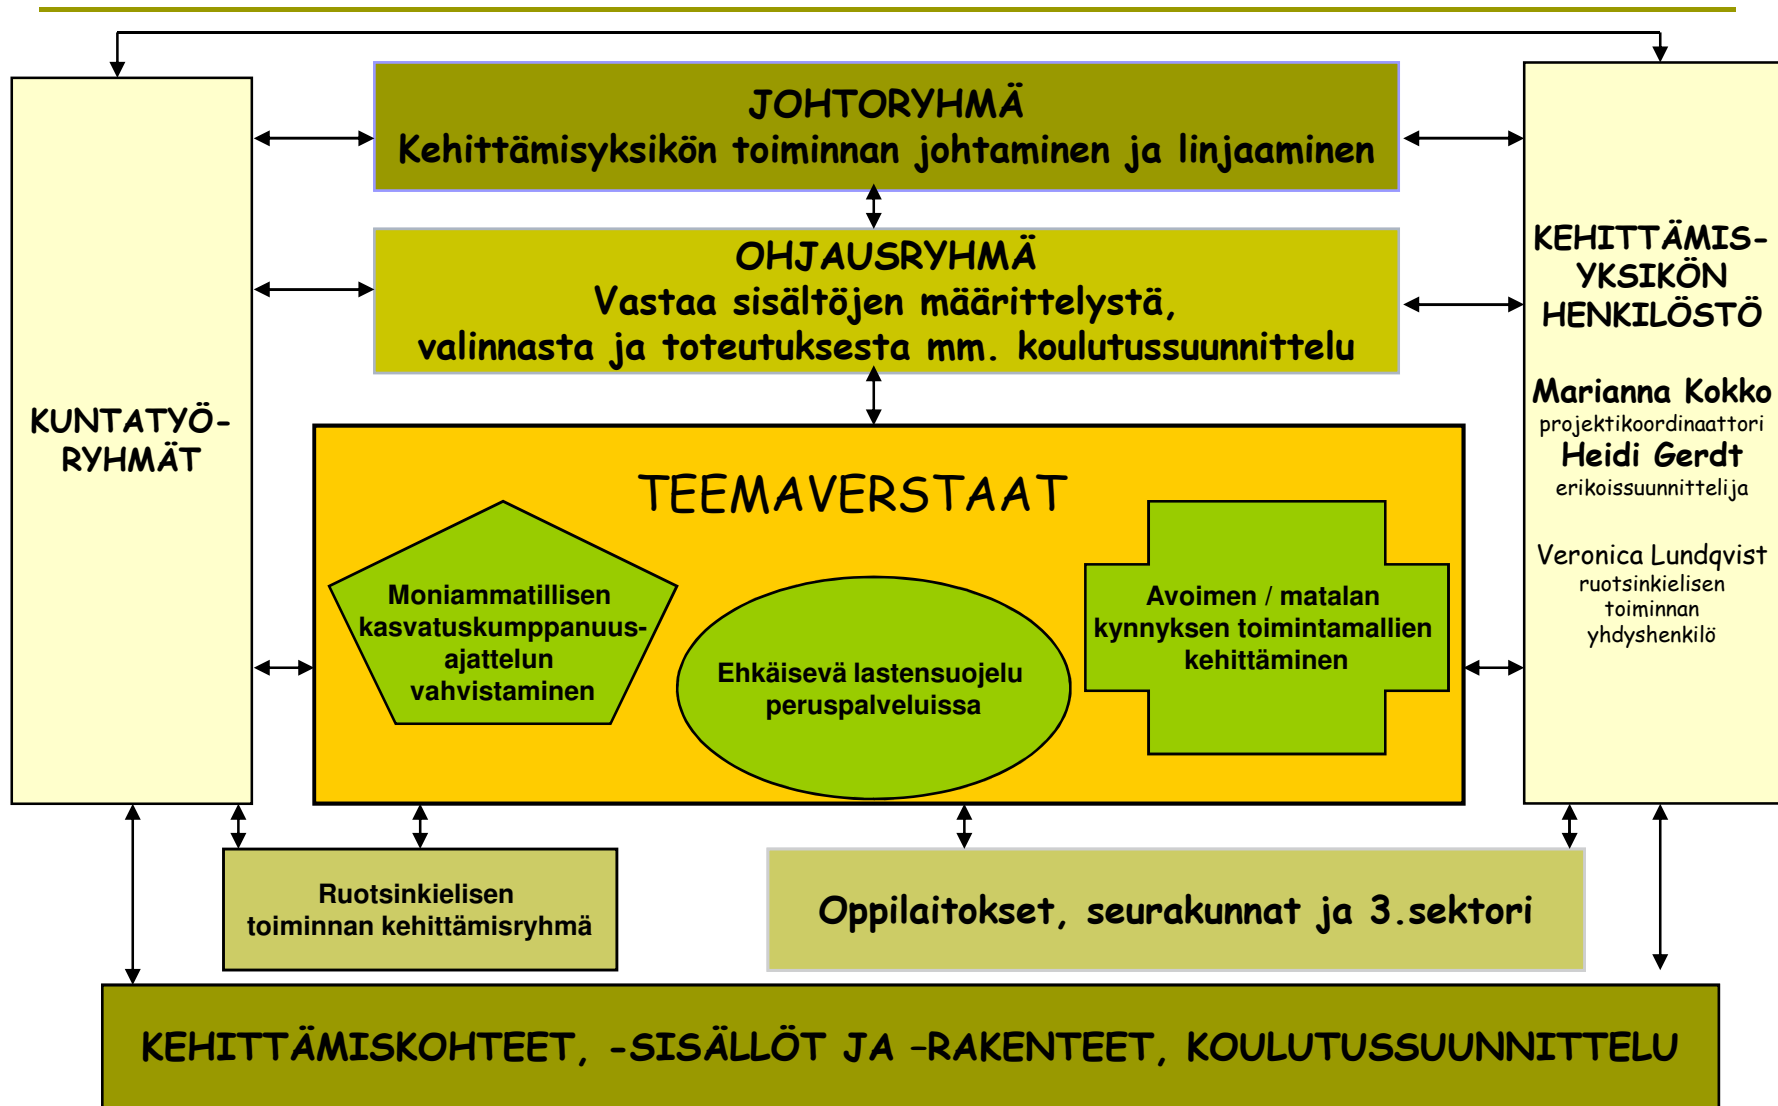 JOHTORYHMÄ
Kehittämisyksikön toiminnan johtaminen ja linjaaminen
OHJAUSRYHMÄ
Vastaa sisältöjen määrittelystä,
valinnasta ja toteutuksesta mm. koulutussuunnittelu
KUNTATYÖ-
RYHMÄT
KEHITTÄMIS-
YKSIKÖN
HENKILÖSTÖ
Marianna Kokko
projektikoordinaattori
Heidi Gerdt
erikoissuunnittelija
Veronica Lundqvist
ruotsinkielisen
toiminnan
yhdyshenkilö
TEEMAVERSTAAT
Moniammatillisen
kasvatuskumppanuus-
ajattelun
vahvistaminen
Ehkäisevä lastensuojelu
peruspalveluissa
Avoimen / matalan
kynnyksen toimintamallien
kehittäminen
Ruotsinkielisen
toiminnan kehittämisryhmä
Oppilaitokset, seurakunnat ja 3.sektori
KEHITTÄMISKOHTEET, -SISÄLLÖT JA –RAKENTEET, KOULUTUSSUUNNITTELU